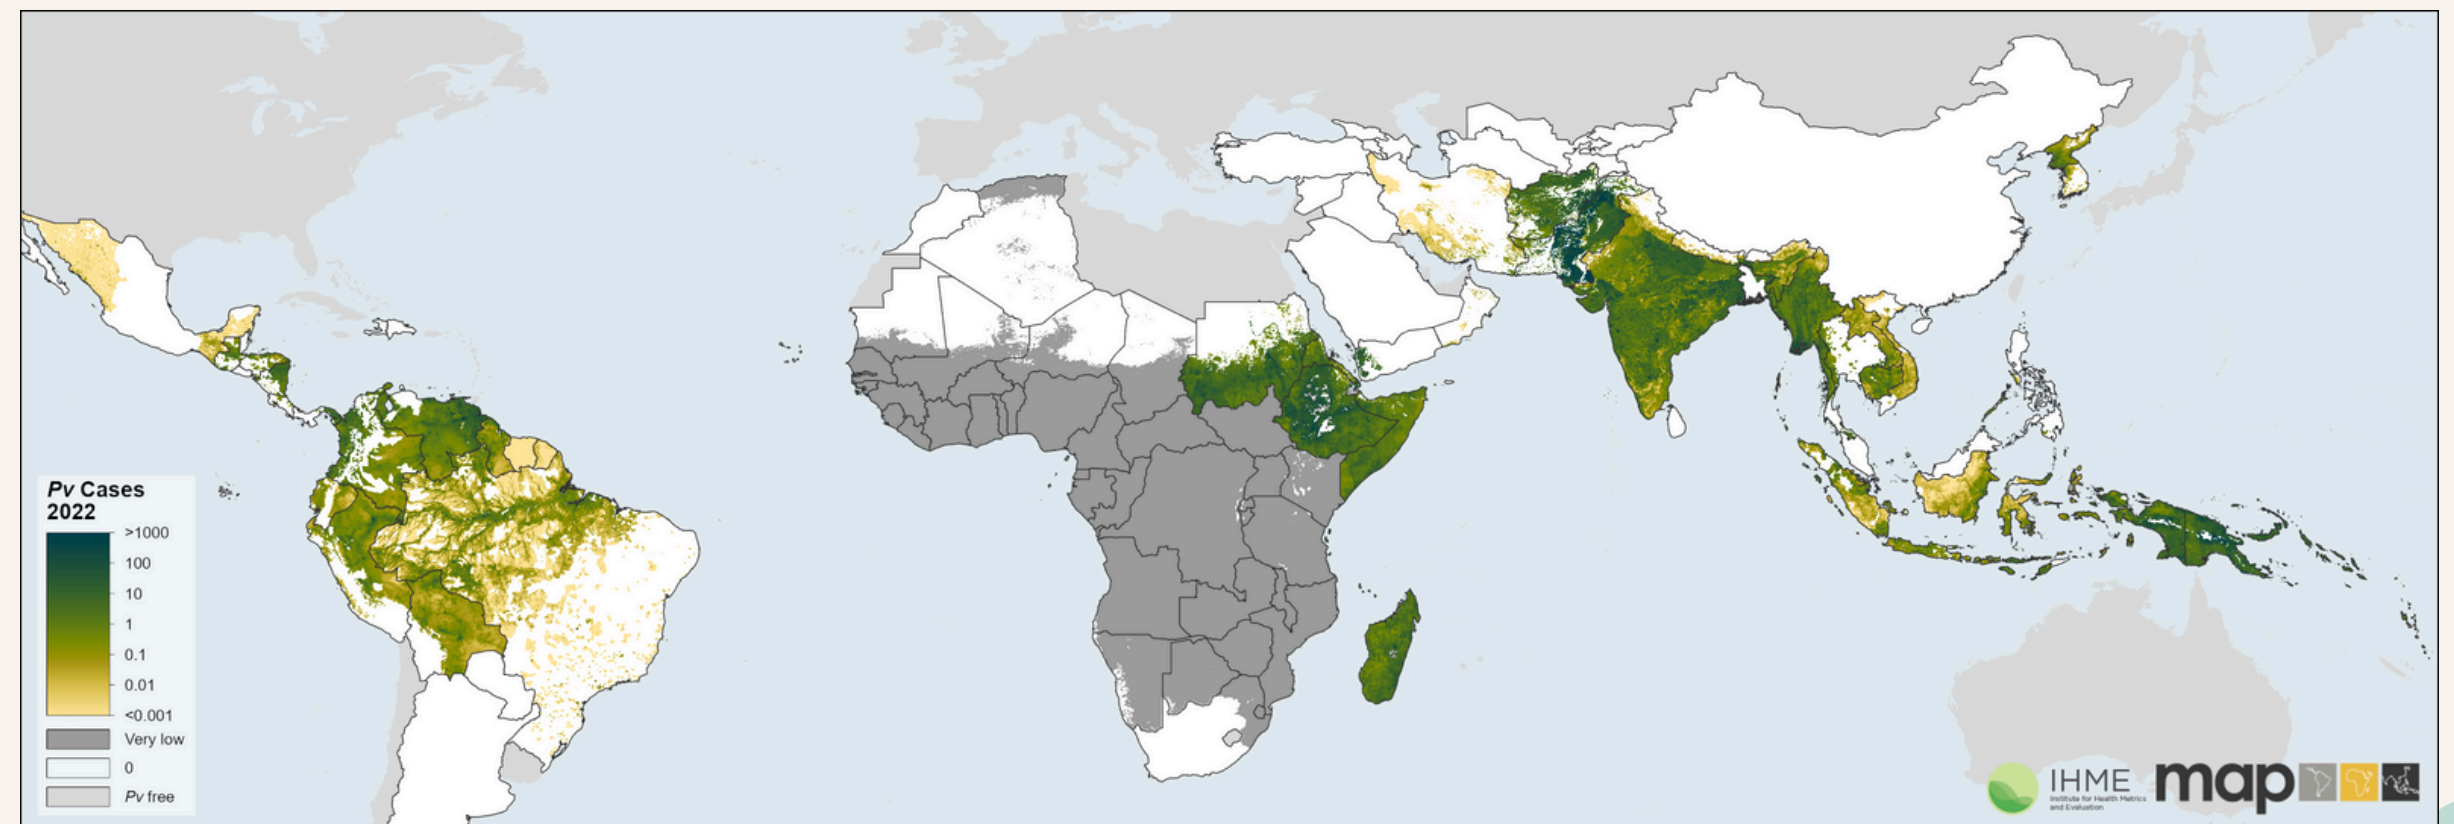 Pv Cases
2022
>1000
100
10
1
0.1
0.01
<0.001
Very low
0
Pv free
IHME
Institute for Health Metrics
and Evaluation
map